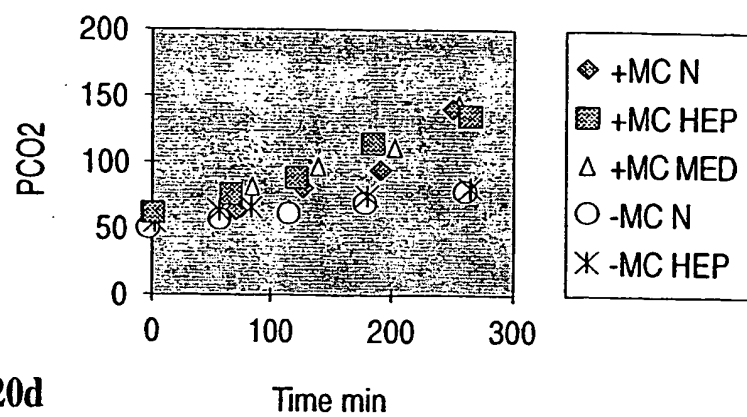 200
150
100
50
0
PCO2
0 100 200 300
Time min
+MC N
+MC HEP
+MC MED
-MC N
-MC HEP
20d